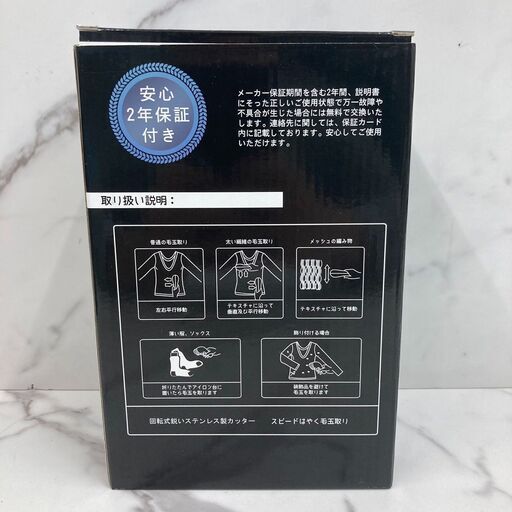 安心
2年保証
付き
メーカー保証期間を含む2年間、説明書
にそった正しいご使用状態で万一故障や
不具合が生じた場合には無料で交換いた
します。連絡先に関しては、保証カード
内に記載しております。安心してご使用
いただけます。
取り扱い説明：
普通の毛玉取り
左右平行移動
太い繊維の毛玉取り
テキスチャに沿って
垂直及び平行移動
メッシュの編み物
テキスチャに沿って移動
薄い服、ソックス
折りたたんでアイロン台に
置いたら毛玉を取ります
飾り付ける場合
装飾品を避けて
毛玉を取ります
回転式鋭いステンレス製カッター
スピードはやく毛玉取り